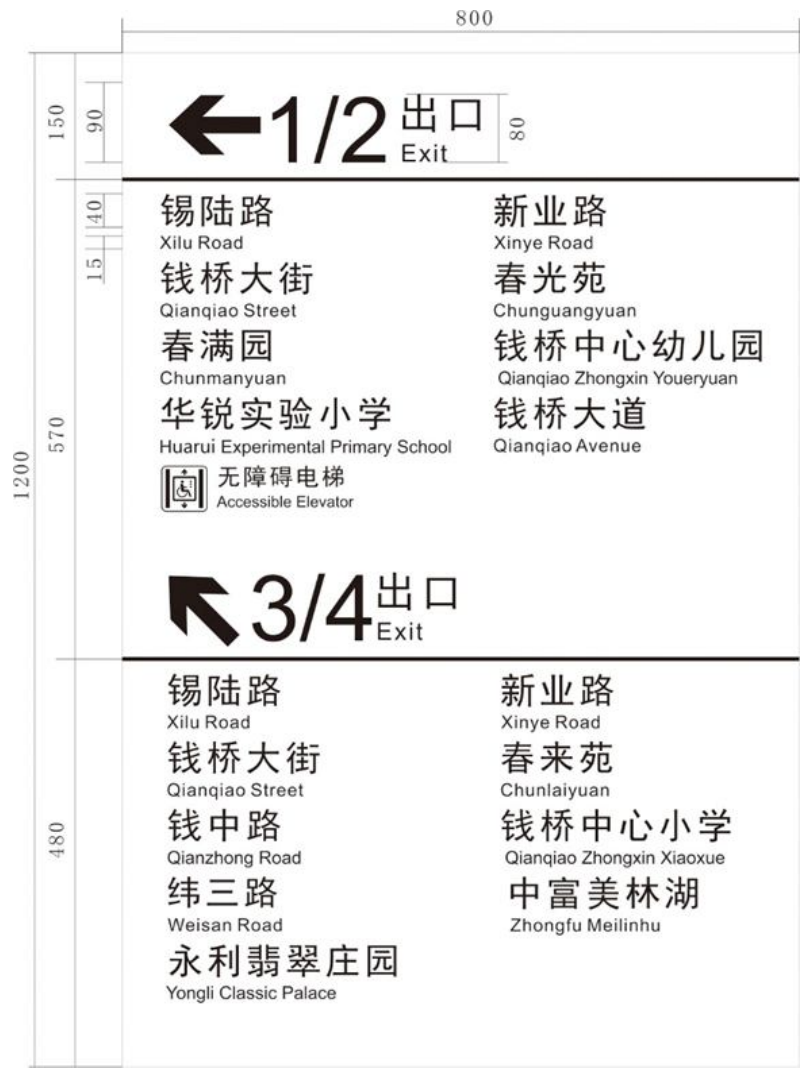 800
150
90
1/2 出口
Exit
80
40
15
锡陆路
Xilu Road
钱桥大街
Qianqiao Street
春满园
Chunmanyuan
华锐实验小学
Huarui Experimental Primary School
无障碍电梯
Accessible Elevator
新业路
Xinye Road
春光苑
Chunguangyuan
钱桥中心幼儿园
Qianqiao Zhongxin Youeryuan
钱桥大道
Qianqiao Avenue
570
1200
3/4 出口
Exit
锡陆路
Xilu Road
钱桥大街
Qianqiao Street
钱中路
Qianzhong Road
纬三路
Weisan Road
永利翡翠庄园
Yongli Classic Palace
新业路
Xinye Road
春来苑
Chunlaiyuan
钱桥中心小学
Qianqiao Zhongxin Xiaoxue
中富美林湖
Zhongfu Meilinhu
480